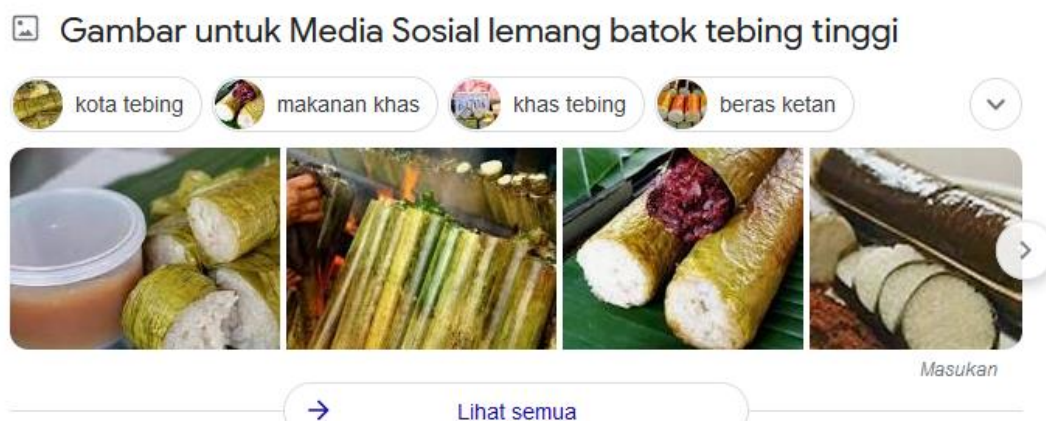 Gambar untuk Media Sosial lemang batok tebing tinggi
kota tebing
makanan khas
khas tebing
beras ketan
Masukan
Lihat semua